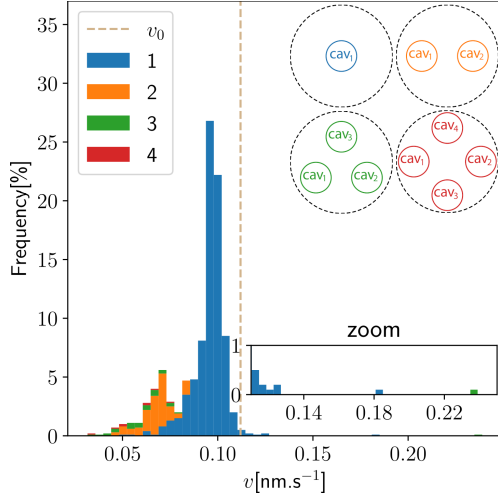 v₀
1
2
3
4
cav₁
cav₁ cav₂
cav₃
cav₁ cav₂
cav₄
cav₁ cav₂
cav₃
Frequency[%]
35
30
25
20
15
10
5
0
zoom
1
0
0.14 0.18 0.22
0.05 0.10 0.15 0.20
v[nm.s⁻¹]